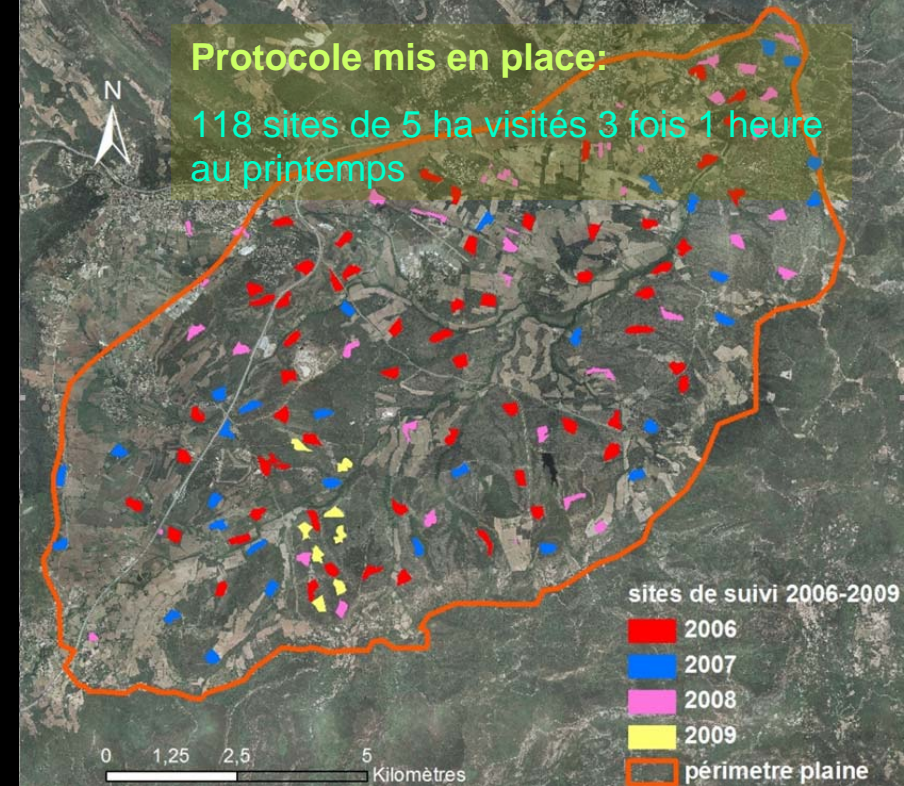 Protocole mis en place:
118 sites de 5 ha visités 3 fois 1 heure
au printemps
N
sites de suivi 2006-2009
2006
2007
2008
2009
périmetre plaine
0 1,25 2,5 5
Kilomètres